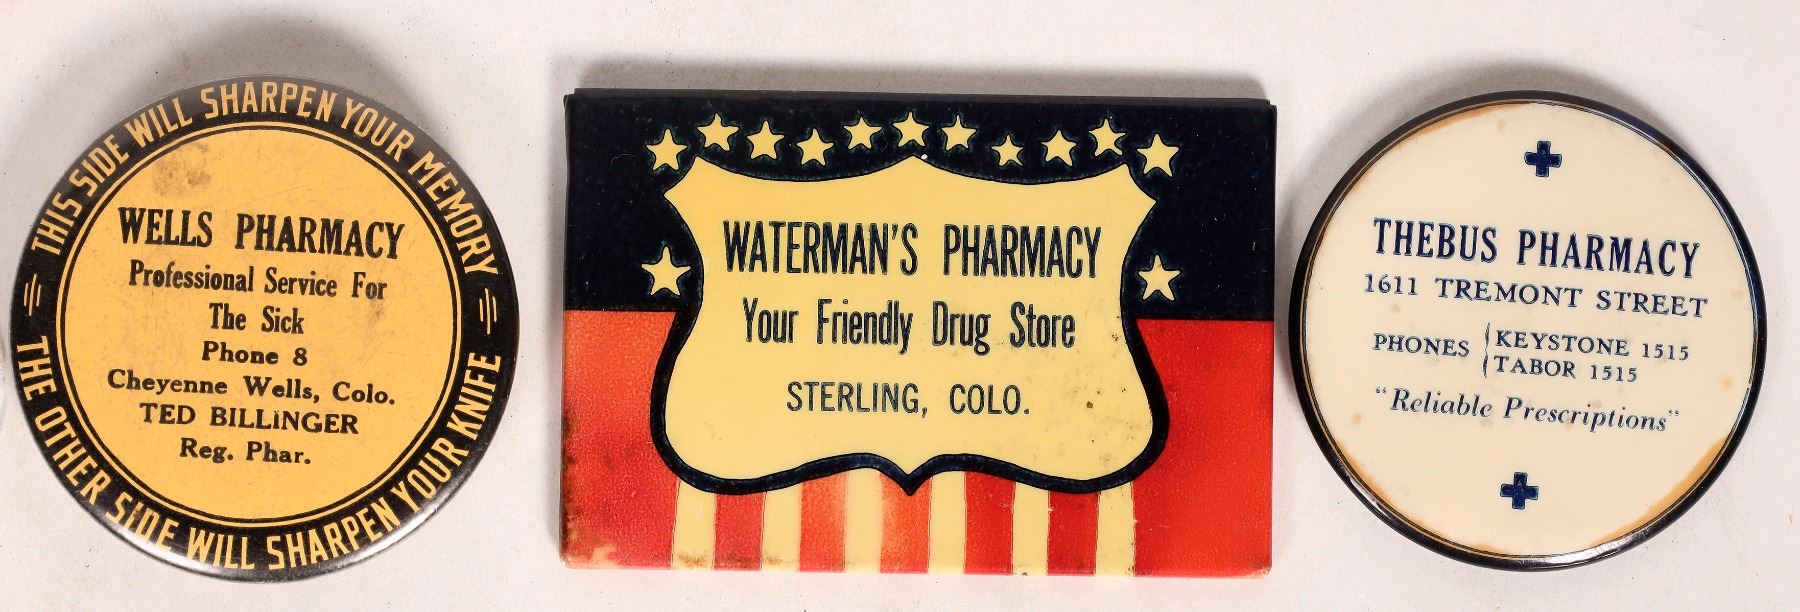 THIS SIDE WILL SHARPEN YOUR MEMORY
WELLS PHARMACY
Professional Service For
The Sick
Phone 8
Cheyenne Wells, Colo.
TED BILLINGER
Reg. Phar.
THE OTHER SIDE WILL SHARPEN YOUR KNIFE
WATERMAN'S PHARMACY
Your Friendly Drug Store
STERLING, COLO.
THEBUS PHARMACY
1611 TREMONT STREET
PHONES KEYSTONE 1515
TABOR 1515
"Reliable Prescriptions"